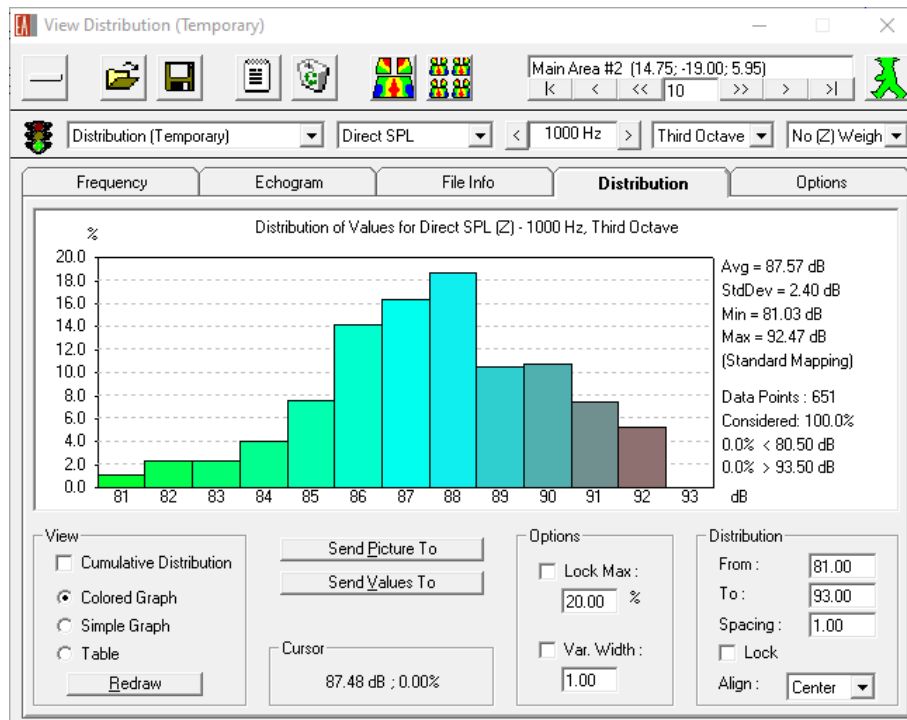 View Distribution (Temporary)
Main Area #2 (14.75; -19.00; 5.95)
|< < << 10 >> > >|
Distribution (Temporary) Direct SPL < 1000 Hz > Third Octave No (Z) Weigh
Frequency Echogram File Info Distribution Options
Distribution of Values for Direct SPL (Z) - 1000 Hz, Third Octave
%
20.0
18.0
16.0
14.0
12.0
10.0
8.0
6.0
4.0
2.0
0.0
81 82 83 84 85 86 87 88 89 90 91 92 93 dB
Avg = 87.57 dB
StdDev = 2.40 dB
Min = 81.03 dB
Max = 92.47 dB
(Standard Mapping)
Data Points : 651
Considered: 100.0%
0.0% < 80.50 dB
0.0% > 93.50 dB
View
Cumulative Distribution
Colored Graph
Simple Graph
Table
Redraw
Send Picture To
Send Values To
Cursor
87.48 dB ; 0.00%
Options
Lock Max :
20.00 %
Var. Width :
1.00
Distribution
From : 81.00
To : 93.00
Spacing : 1.00
Lock
Align : Center